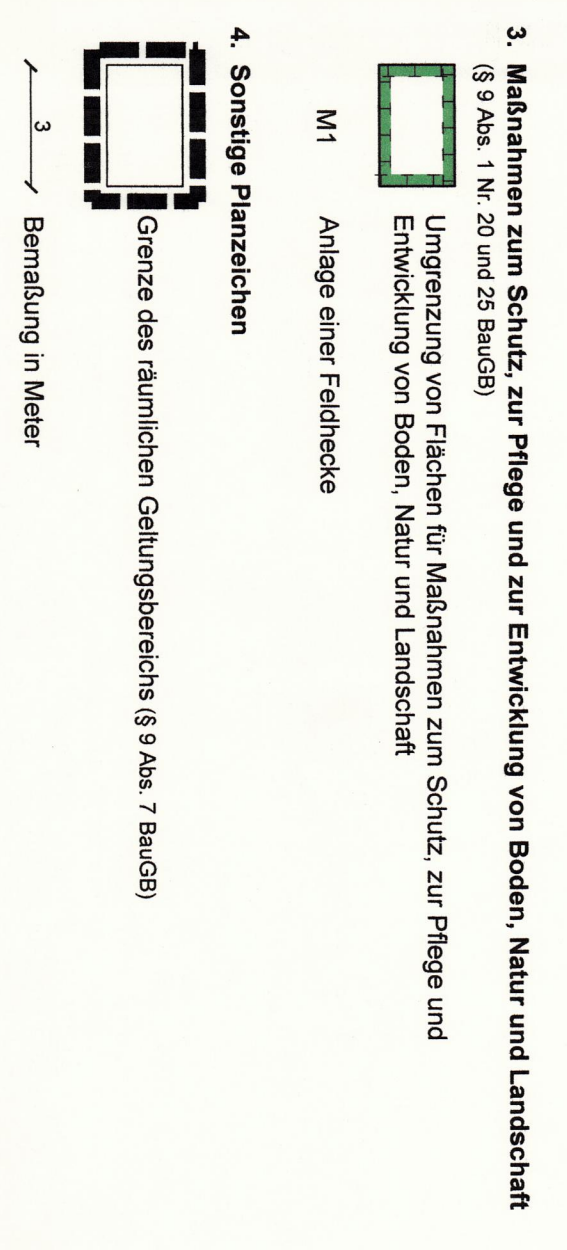 3. Maßnahmen zum Schutz, zur Pflege und zur Entwicklung von Boden, Natur und Landschaft
(§ 9 Abs. 1 Nr. 20 und 25 BauGB)
Umgrenzung von Flächen für Maßnahmen zum Schutz, zur Pflege und
Entwicklung von Boden, Natur und Landschaft
M1 Anlage einer Feldhecke
4. Sonstige Planzeichen
Grenze des räumlichen Geltungsbereichs (§ 9 Abs. 7 BauGB)
3 Bemaßung in Meter